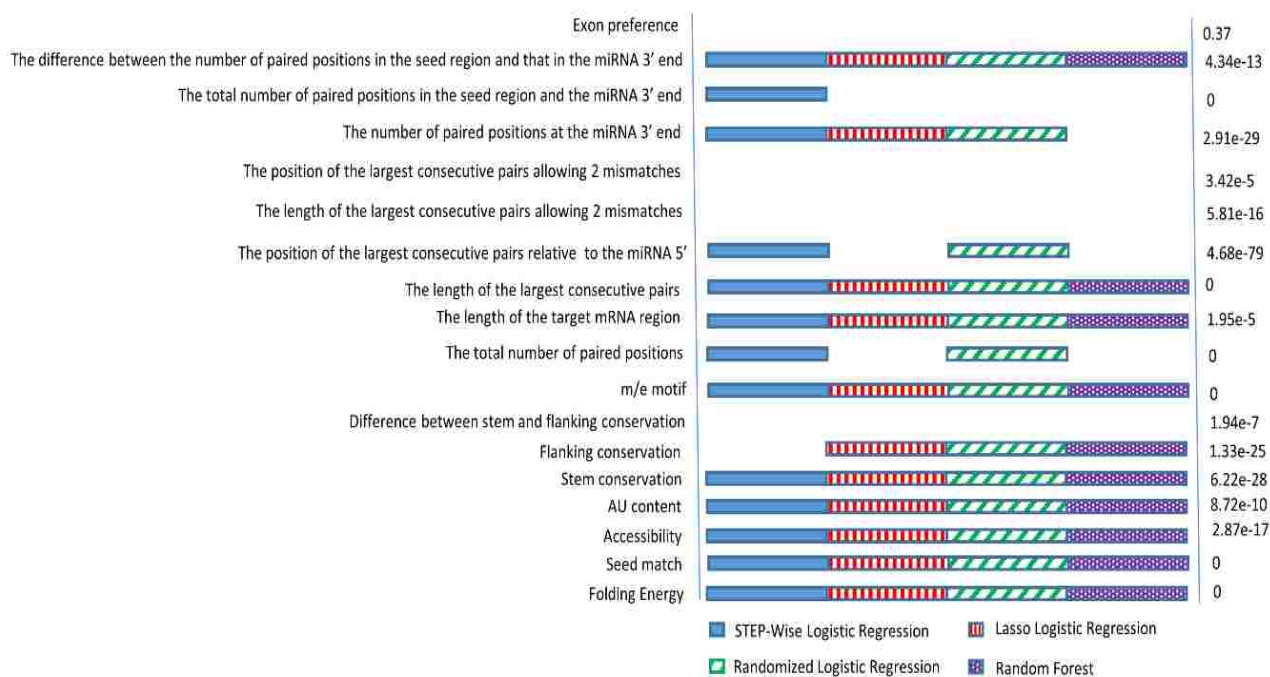 Exon preference
0.37
The difference between the number of paired positions in the seed region and that in the miRNA 3' end
4.34e-13
The total number of paired positions in the seed region and the miRNA 3' end
0
The number of paired positions at the miRNA 3' end
2.91e-29
The position of the largest consecutive pairs allowing 2 mismatches
3.42e-5
The length of the largest consecutive pairs allowing 2 mismatches
5.81e-16
The position of the largest consecutive pairs relative to the miRNA 5'
4.68e-79
The length of the largest consecutive pairs
0
The length of the target mRNA region
1.95e-5
The total number of paired positions
0
m/e motif
0
Difference between stem and flanking conservation
1.94e-7
Flanking conservation
1.33e-25
Stem conservation
6.22e-28
AU content
8.72e-10
Accessibility
2.87e-17
Seed match
0
Folding Energy
0
STEP-Wise Logistic Regression
Lasso Logistic Regression
Randomized Logistic Regression
Random Forest